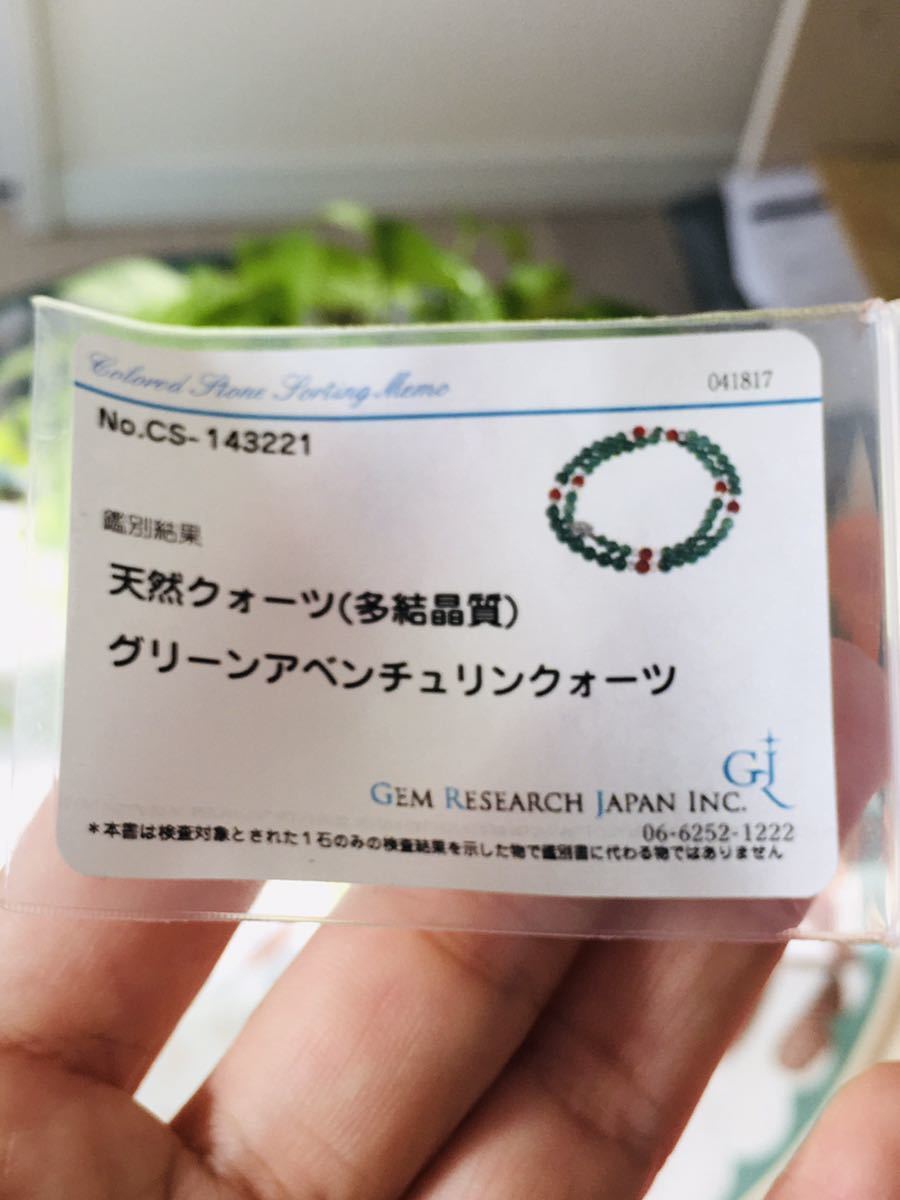 Colored Stone Sorting Memo 041817
No.CS-143221
鑑別結果
天然クォーツ(多結晶質)
グリーンアベンチュリンクォーツ
GJ
GEM RESEARCH JAPAN INC.
06-6252-1222
*本書は検査対象とされた1石のみの検査結果を示した物で鑑別書に代わる物ではありません